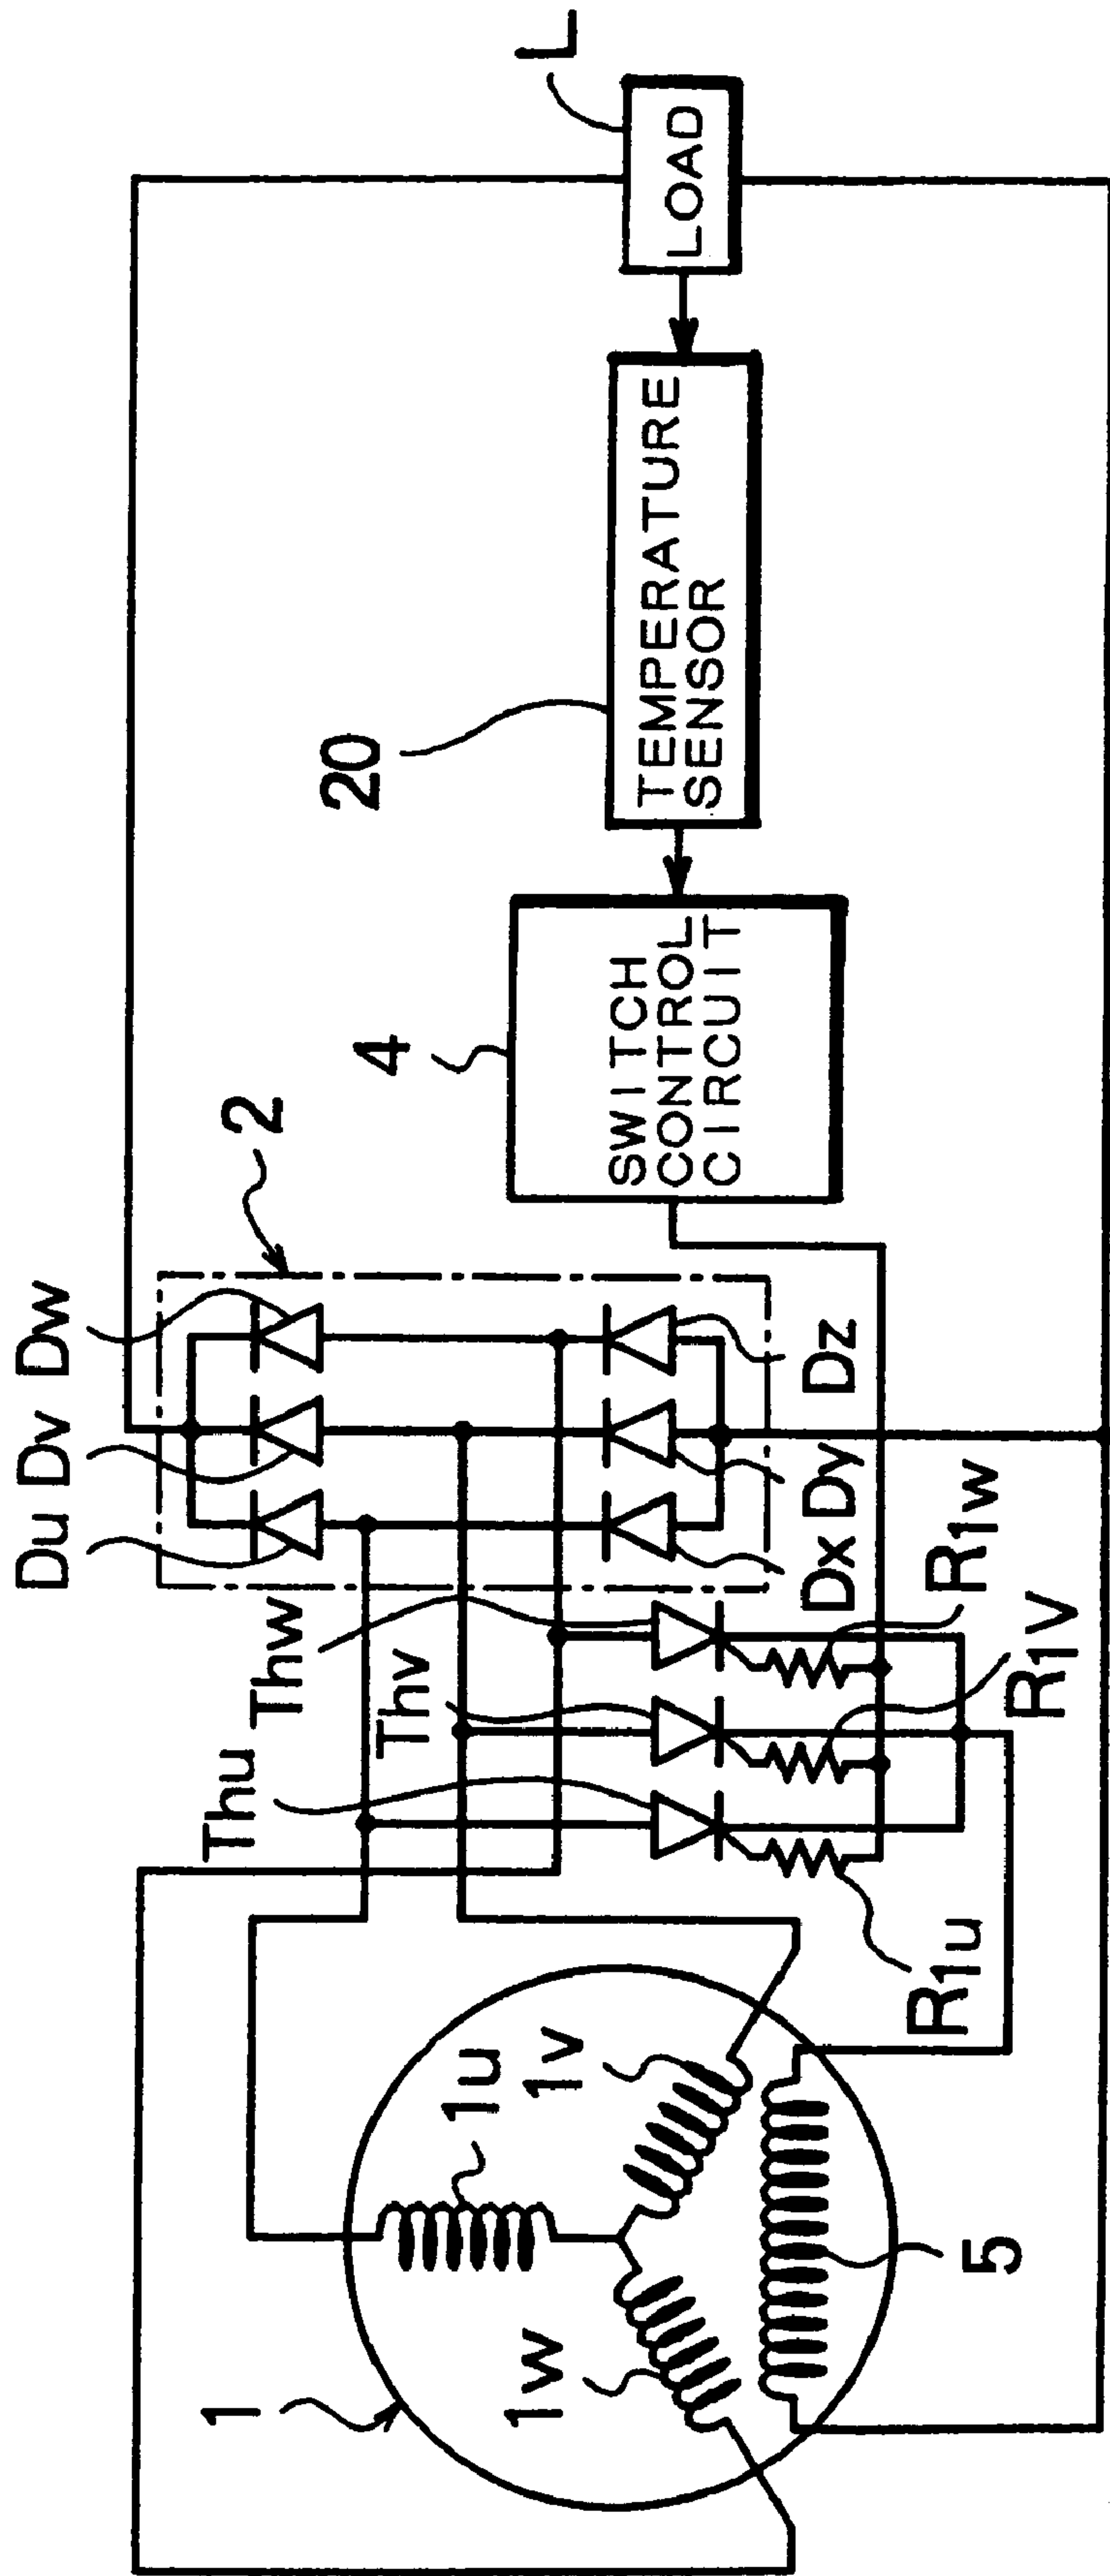 Du Dv Dw
2
20
L
LOAD
TEMPERATURE
SENSOR
4
SWITCH
CONTROL
CIRCUIT
Thu
Thv
Thw
Dx Dy
Dz
R1w
R1V
R1u
1
1u
1v
1w
5